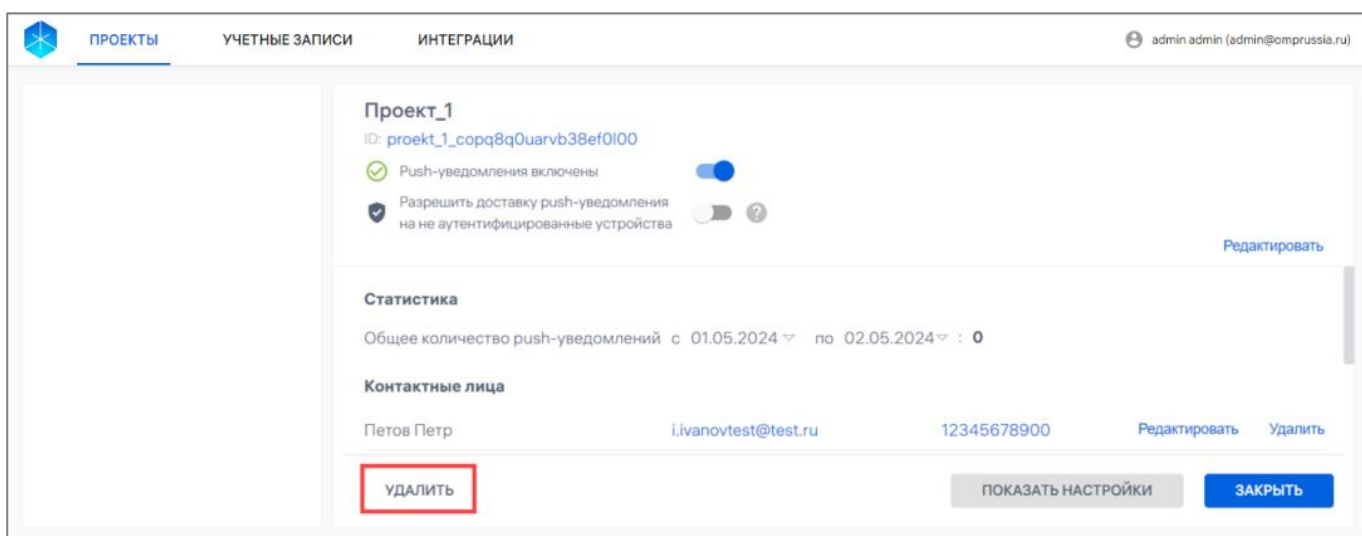 ПРОЕКТЫ УЧЕТНЫЕ ЗАПИСИ ИНТЕГРАЦИИ admin admin (admin@omprussia.ru)
Проект_1
ID: proekt_1_copq8q0uarvb38ef0l00
Push-уведомления включены
Разрешить доставку push-уведомления
на не аутентифицированные устройства ?
Редактировать
Статистика
Общее количество push-уведомлений с 01.05.2024 по 02.05.2024 : 0
Контактные лица
Петов Петр i.ivanovtest@test.ru 12345678900 Редактировать Удалить
УДАЛИТЬ ПОКАЗАТЬ НАСТРОЙКИ ЗАКРЫТЬ